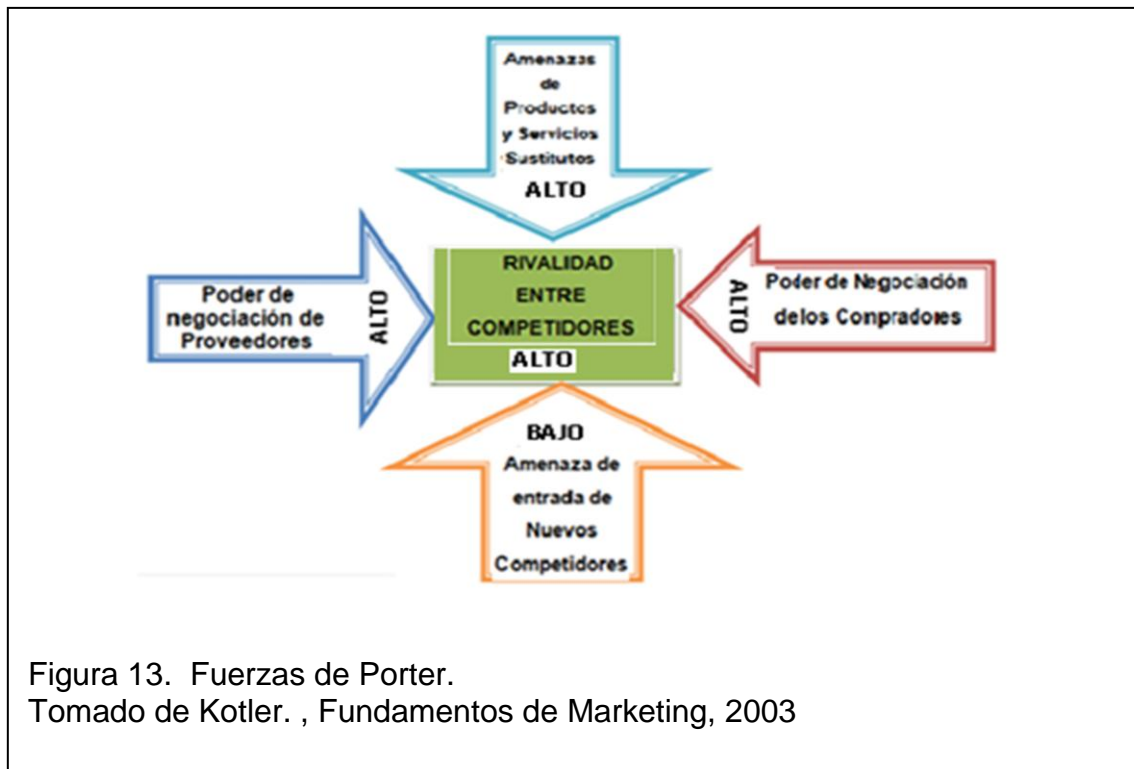 Amenazas
de
Productos
y Servicios
Sustitutos
ALTO
Poder de
negociación de
Proveedores
ALTO
RIVALIDAD
ENTRE
COMPETIDORES
ALTO
ALTO
Poder de Negociación
delos Conpradores
BAJO
Amenaza de
entrada de
Nuevos
Competidores
Figura 13. Fuerzas de Porter.
Tomado de Kotler. , Fundamentos de Marketing, 2003